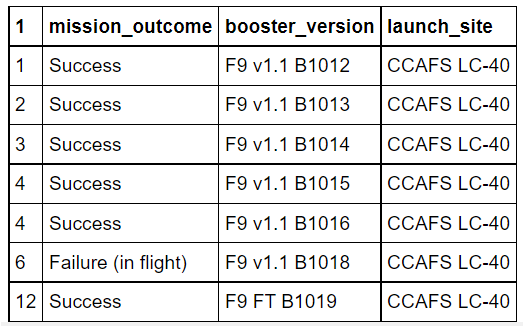 1 mission_outcome booster_version launch_site
1 Success F9 v1.1 B1012 CCAFS LC-40
2 Success F9 v1.1 B1013 CCAFS LC-40
3 Success F9 v1.1 B1014 CCAFS LC-40
4 Success F9 v1.1 B1015 CCAFS LC-40
4 Success F9 v1.1 B1016 CCAFS LC-40
6 Failure (in flight) F9 v1.1 B1018 CCAFS LC-40
12 Success F9 FT B1019 CCAFS LC-40